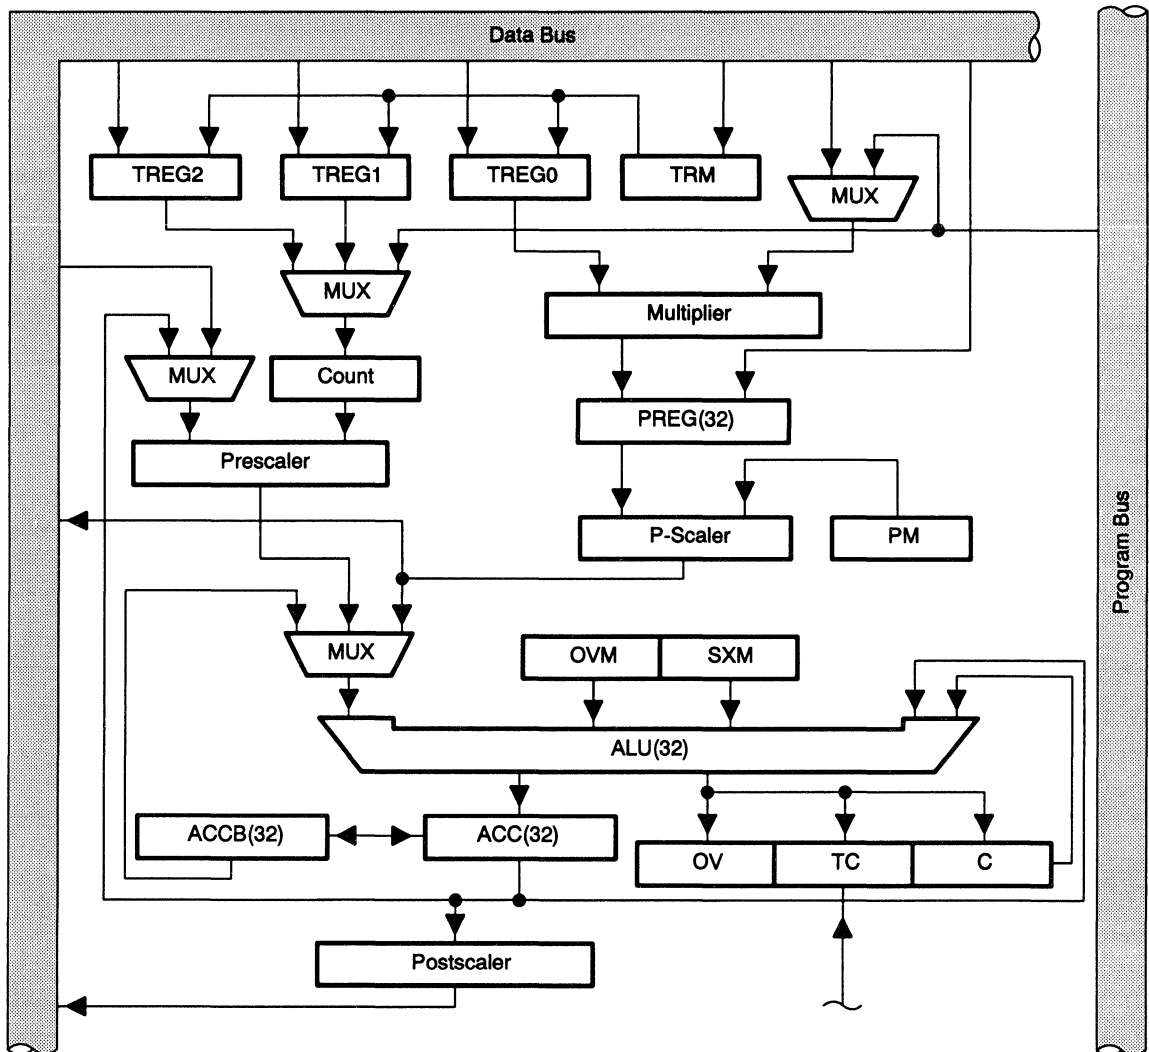 Data Bus
TREG2
TREG1
TREG0
TRM
MUX
MUX
Multiplier
MUX
Count
PREG(32)
Prescaler
P-Scaler
PM
Program Bus
MUX
OVM
SXM
ALU(32)
ACCB(32)
ACC(32)
OV
TC
C
Postscaler